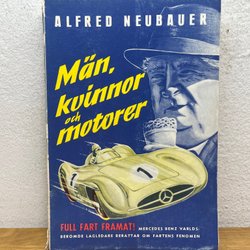 ALFRED NEUBAUER
Män,
kvinnor
och
motorer
1
1
FULL FART FRAMÅT! MERCEDES BENZ VÄRLDS-
BERÖMDE LAGLEDARE BERÄTTAR OM FARTENS FENOMEN